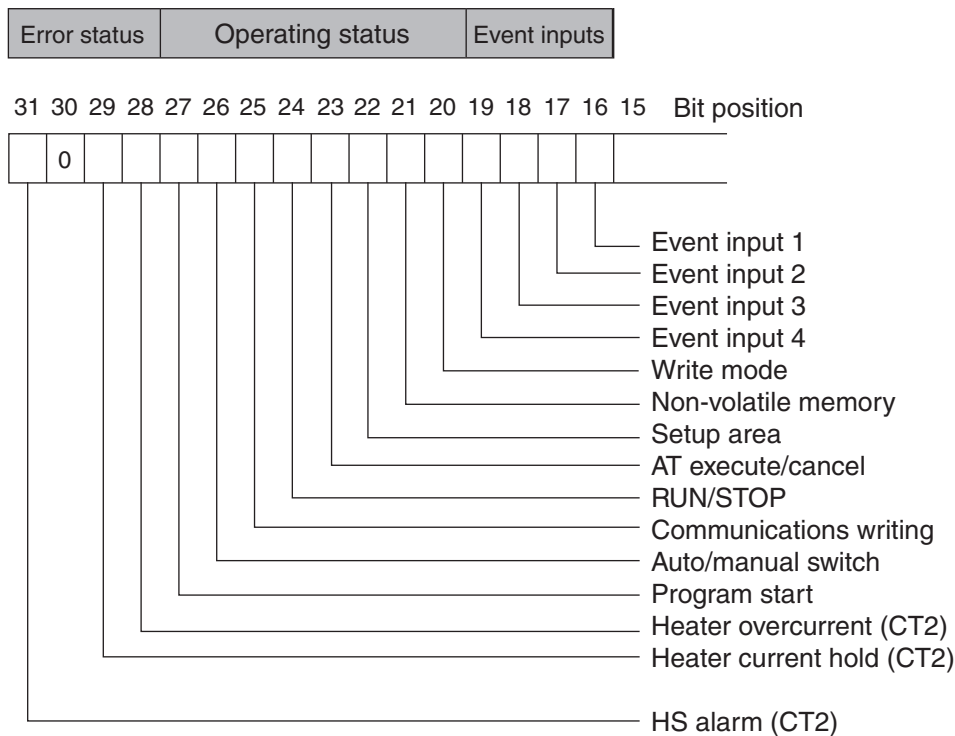 Error status Operating status Event inputs
31 30 29 28 27 26 25 24 23 22 21 20 19 18 17 16 15 Bit position
0
Event input 1
Event input 2
Event input 3
Event input 4
Write mode
Non-volatile memory
Setup area
AT execute/cancel
RUN/STOP
Communications writing
Auto/manual switch
Program start
Heater overcurrent (CT2)
Heater current hold (CT2)
HS alarm (CT2)